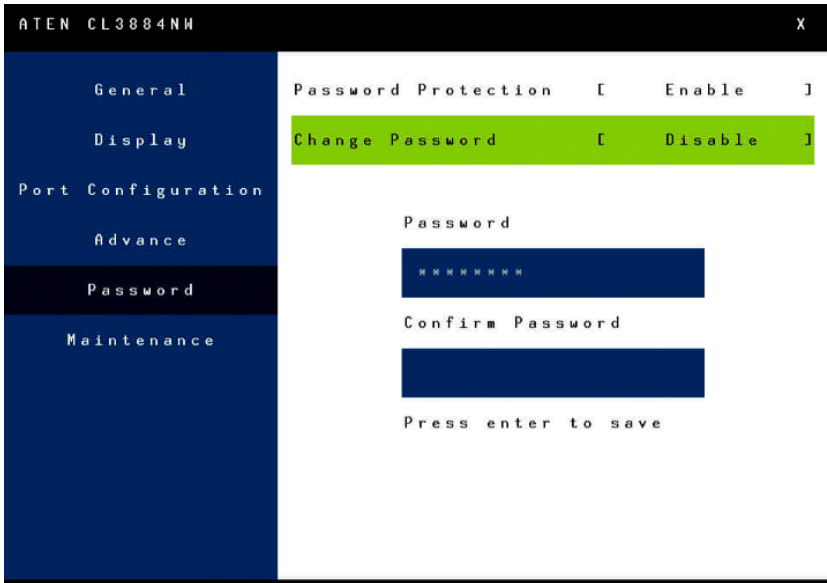 ATEN CL3884NW X
General
Display
Port Configuration
Advance
Password
Maintenance
Password Protection [ Enable ]
Change Password [ Disable ]
Password
********
Confirm Password
Press enter to save